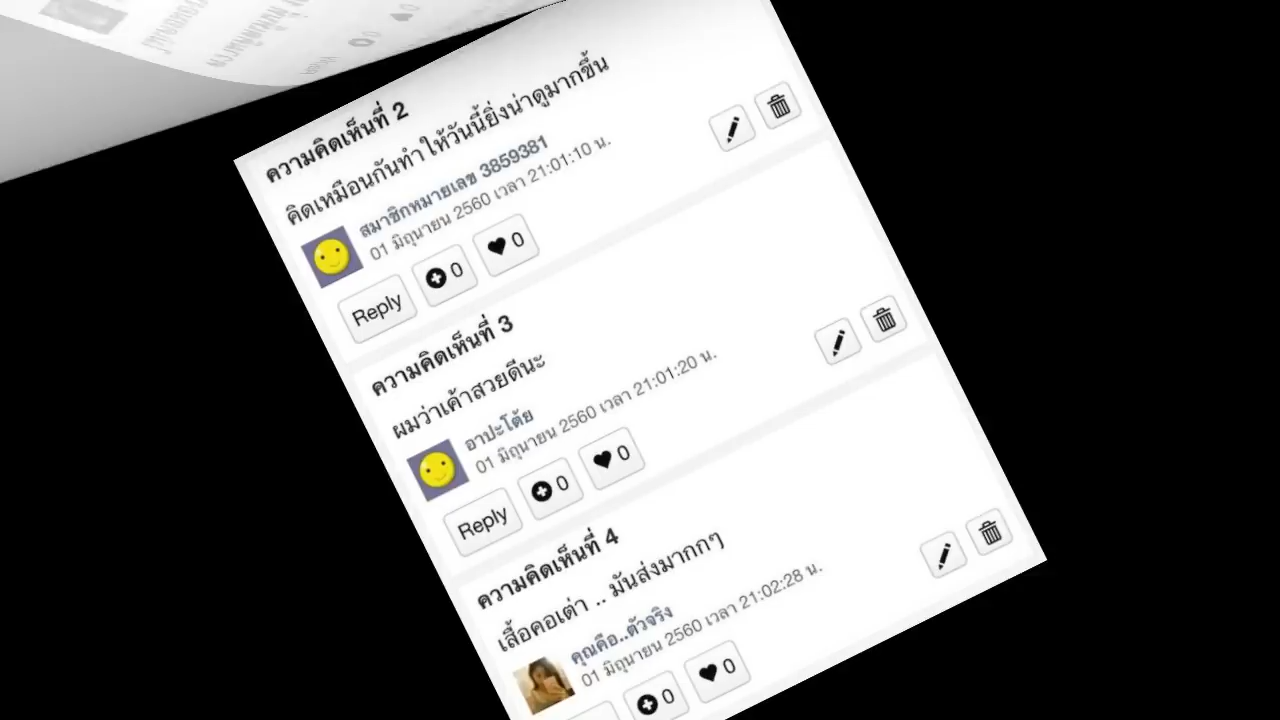 ความคิดเห็นที่ 2
คิดเหมือนกันทำให้วันนี้ยิ่งน่าดูมากขึ้น
สมาชิกหมายเลข 3859381
01 มิถุนายน 2560 เวลา 21:01:10 น.
Reply 0 0
ความคิดเห็นที่ 3
ผมว่าเค้าสวยดีนะ
อาปะโต้ย
01 มิถุนายน 2560 เวลา 21:01:20 น.
Reply 0 0
ความคิดเห็นที่ 4
เสื้อคอเต่า .. มันส่งมากกๆ
คุณคือ..ตัวจริง
01 มิถุนายน 2560 เวลา 21:02:28 น.
0 0